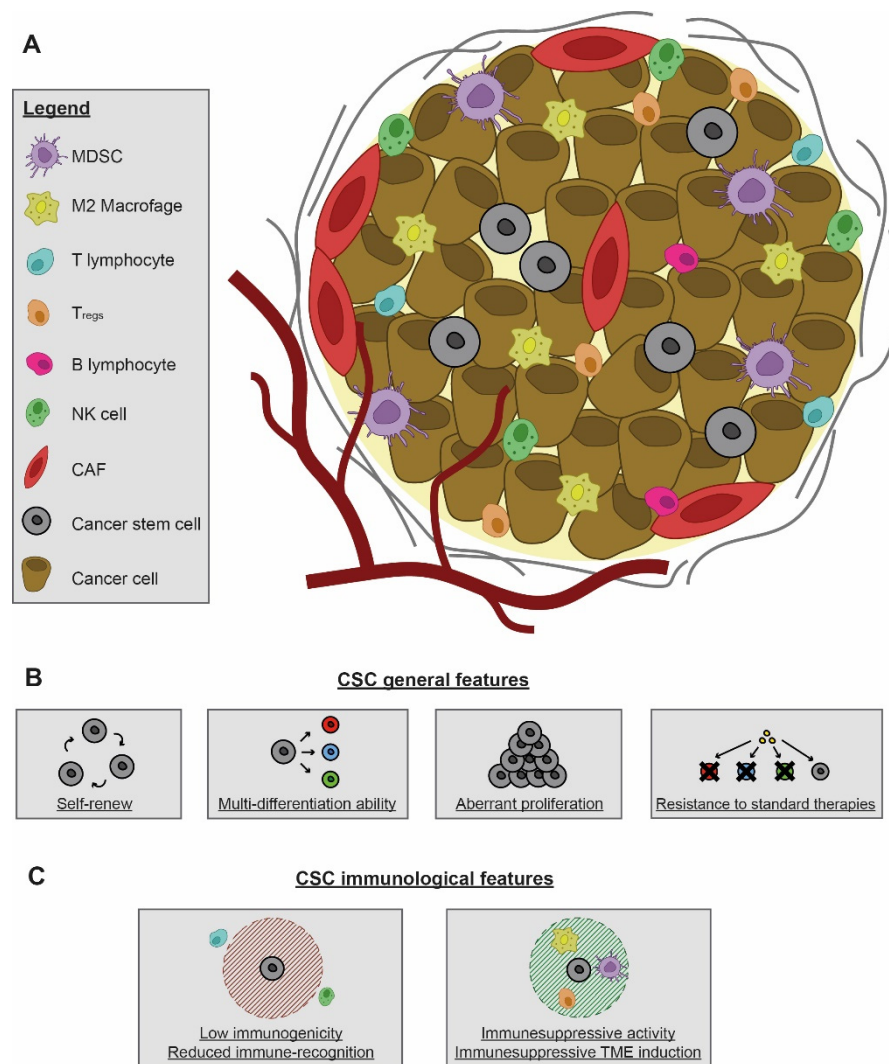 A
Legend
MDSC
M2 Macrofage
T lymphocyte
Tregs
B lymphocyte
NK cell
CAF
Cancer stem cell
Cancer cell
B
CSC general features
Self-renew
Multi-differentiation ability
Aberrant proliferation
Resistance to standard therapies
C
CSC immunological features
Low immunogenicity
Reduced immune-recognition
Immunesuppressive activity
Immunesuppressive TME induction